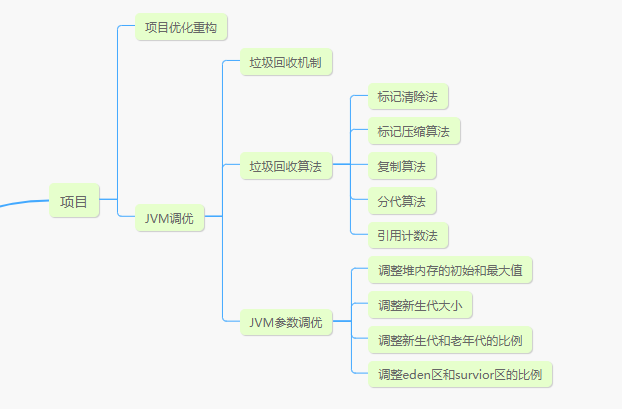 项目
项目优化重构
JVM调优
垃圾回收机制
垃圾回收算法
标记清除法
标记压缩算法
复制算法
分代算法
引用计数法
JVM参数调优
调整堆内存的初始和最大值
调整新生代大小
调整新生代和老年代的比例
调整eden区和survior区的比例